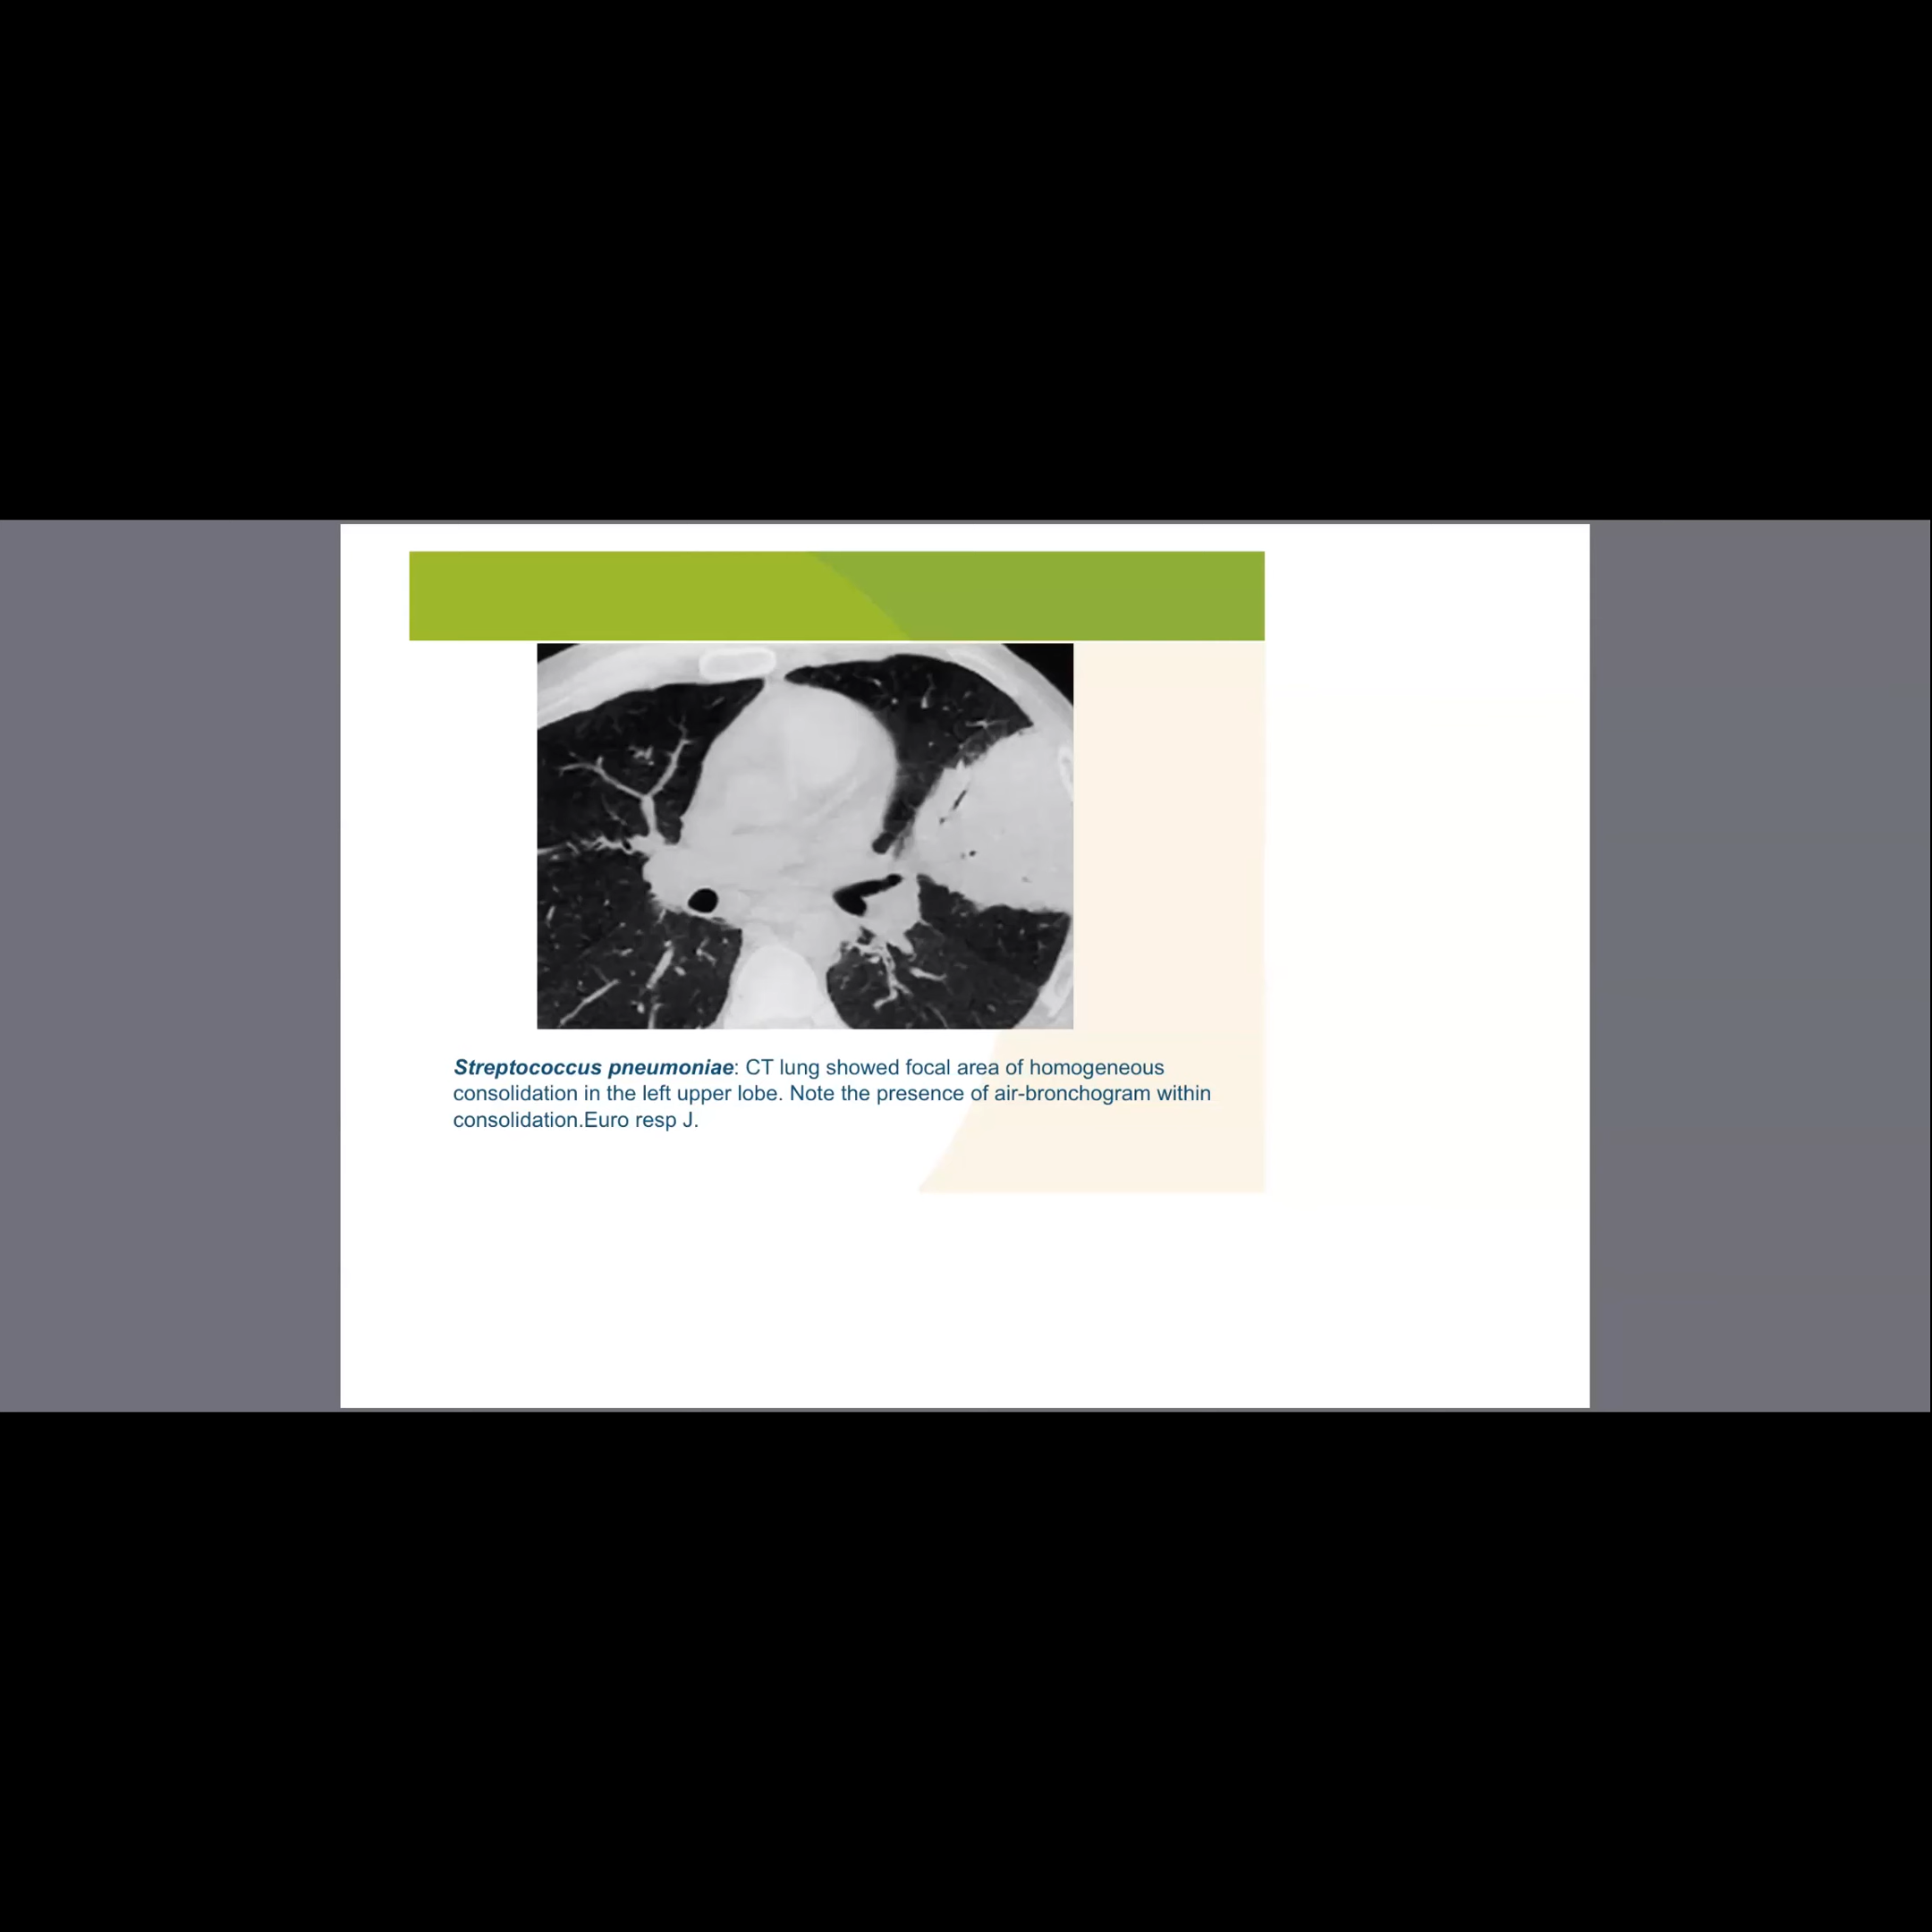 Streptococcus pneumoniae: CT lung showed focal area of homogeneous
consolidation in the left upper lobe. Note the presence of air-bronchogram within
consolidation.Euro resp J.